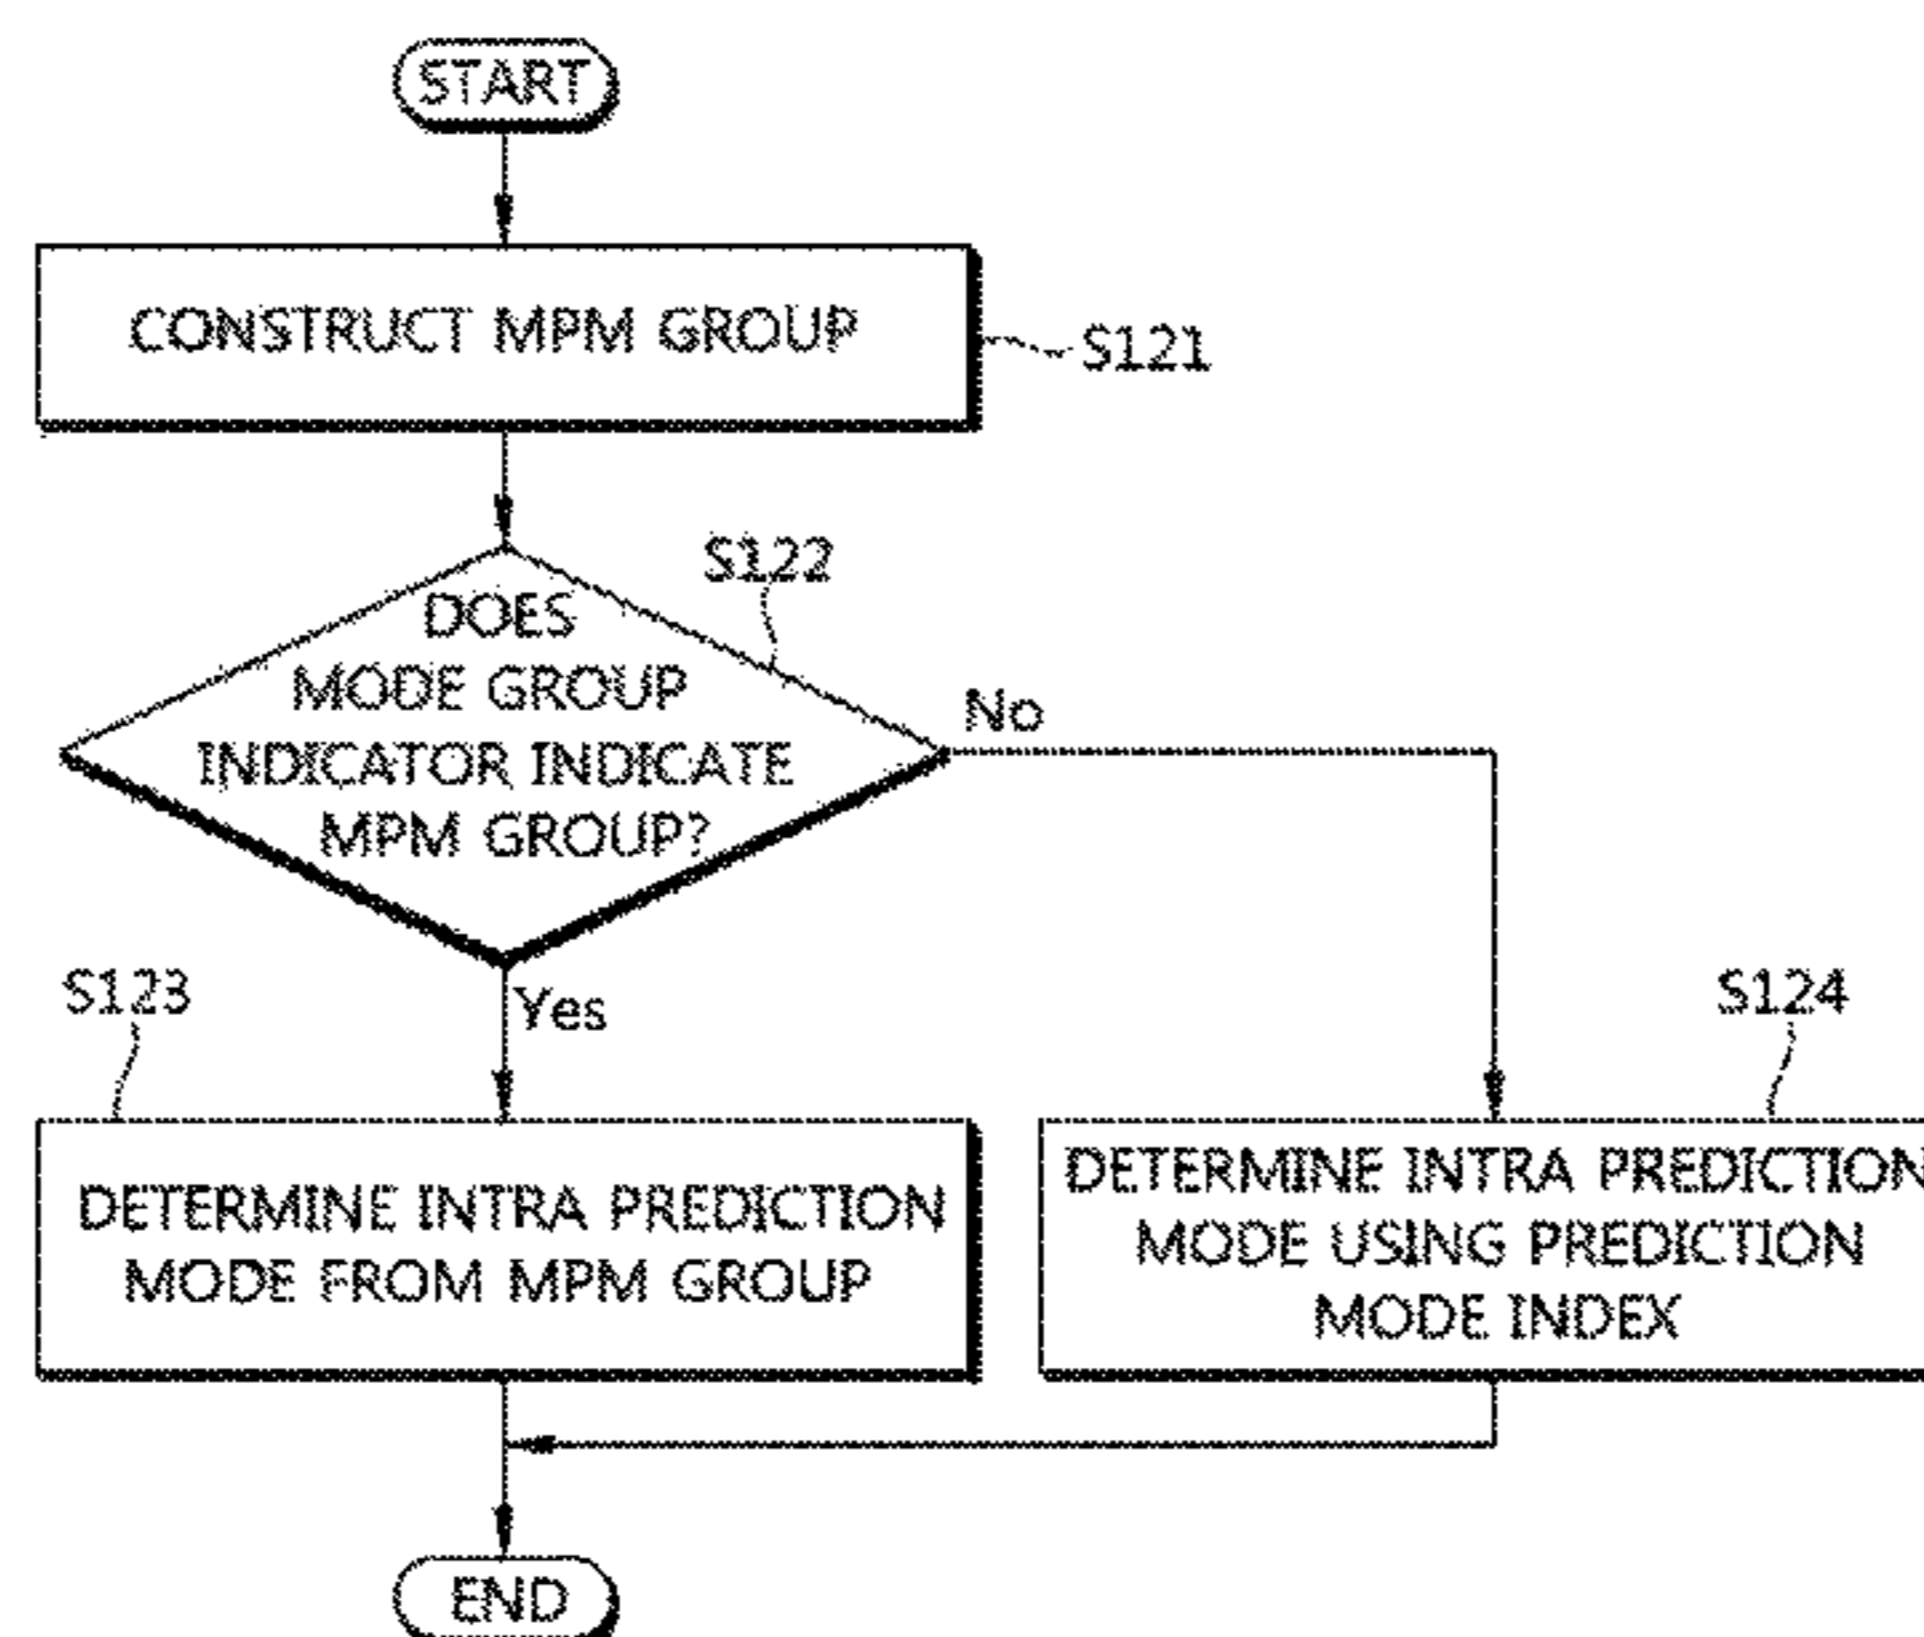 START
CONSTRUCT MPM GROUP
S121
S122
DOES
MODE GROUP
INDICATOR INDICATE
MPM GROUP?
No
Yes
S123
DETERMINE INTRA PREDICTION
MODE FROM MPM GROUP
S124
DETERMINE INTRA PREDICTION
MODE USING PREDICTION
MODE INDEX
END